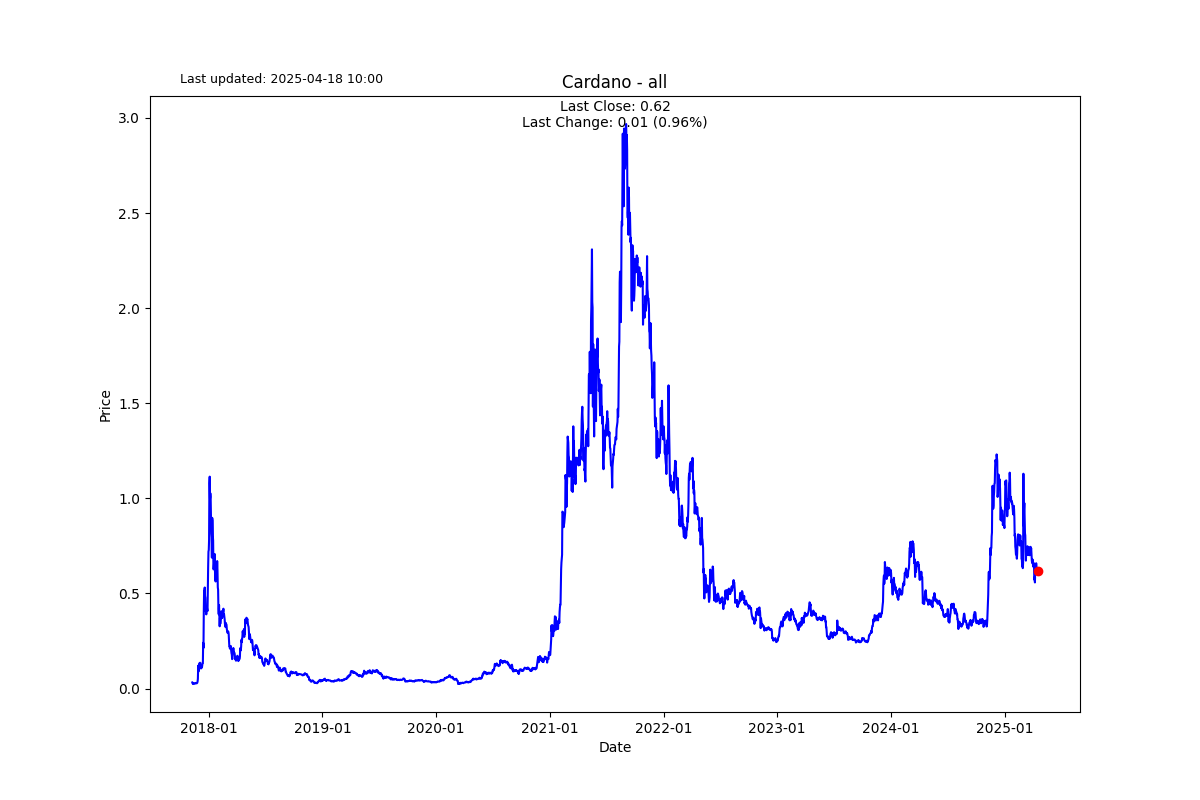 Last updated: 2025-04-18 10:00
Cardano - all
Last Close: 0.62
Last Change: 0.01 (0.96%)
3.0
2.5
2.0
1.5
1.0
0.5
0.0
Price
2018-01
2019-01
2020-01
2021-01
2022-01
2023-01
2024-01
2025-01
Date